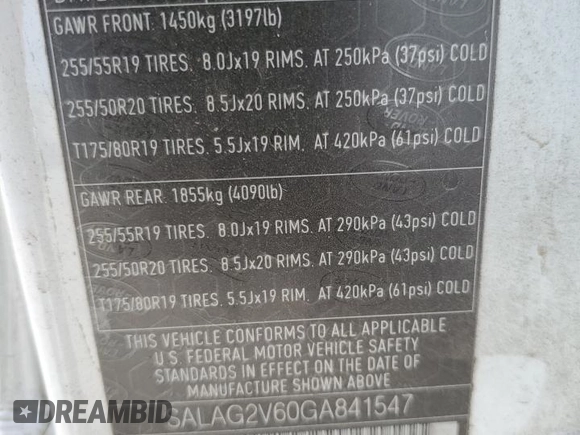 GAWR FRONT: 1450kg (3197lb)
255/55R19 TIRES. 8.0Jx19 RIMS. AT 250kPa (37psi) COLD
255/50R20 TIRES. 8.5Jx20 RIMS. AT 250kPa (37psi) COLD
T175/80R19 TIRES. 5.5Jx19 RIM. AT 420kPa (61psi) COLD
GAWR REAR: 1855kg (4090lb)
255/55R19 TIRES. 8.0Jx19 RIMS. AT 290kPa (43psi) COLD
255/50R20 TIRES. 8.5Jx20 RIMS. AT 290kPa (43psi) COLD
T175/80R19 TIRES. 5.5Jx19 RIM. AT 420kPa (61psi) COLD
THIS VEHICLE CONFORMS TO ALL APPLICABLE
U.S. FEDERAL MOTOR VEHICLE SAFETY
STANDARDS IN EFFECT ON THE DATE OF
MANUFACTURE SHOWN ABOVE
SALAG2V60GA841547
AUTOBIDMASTER